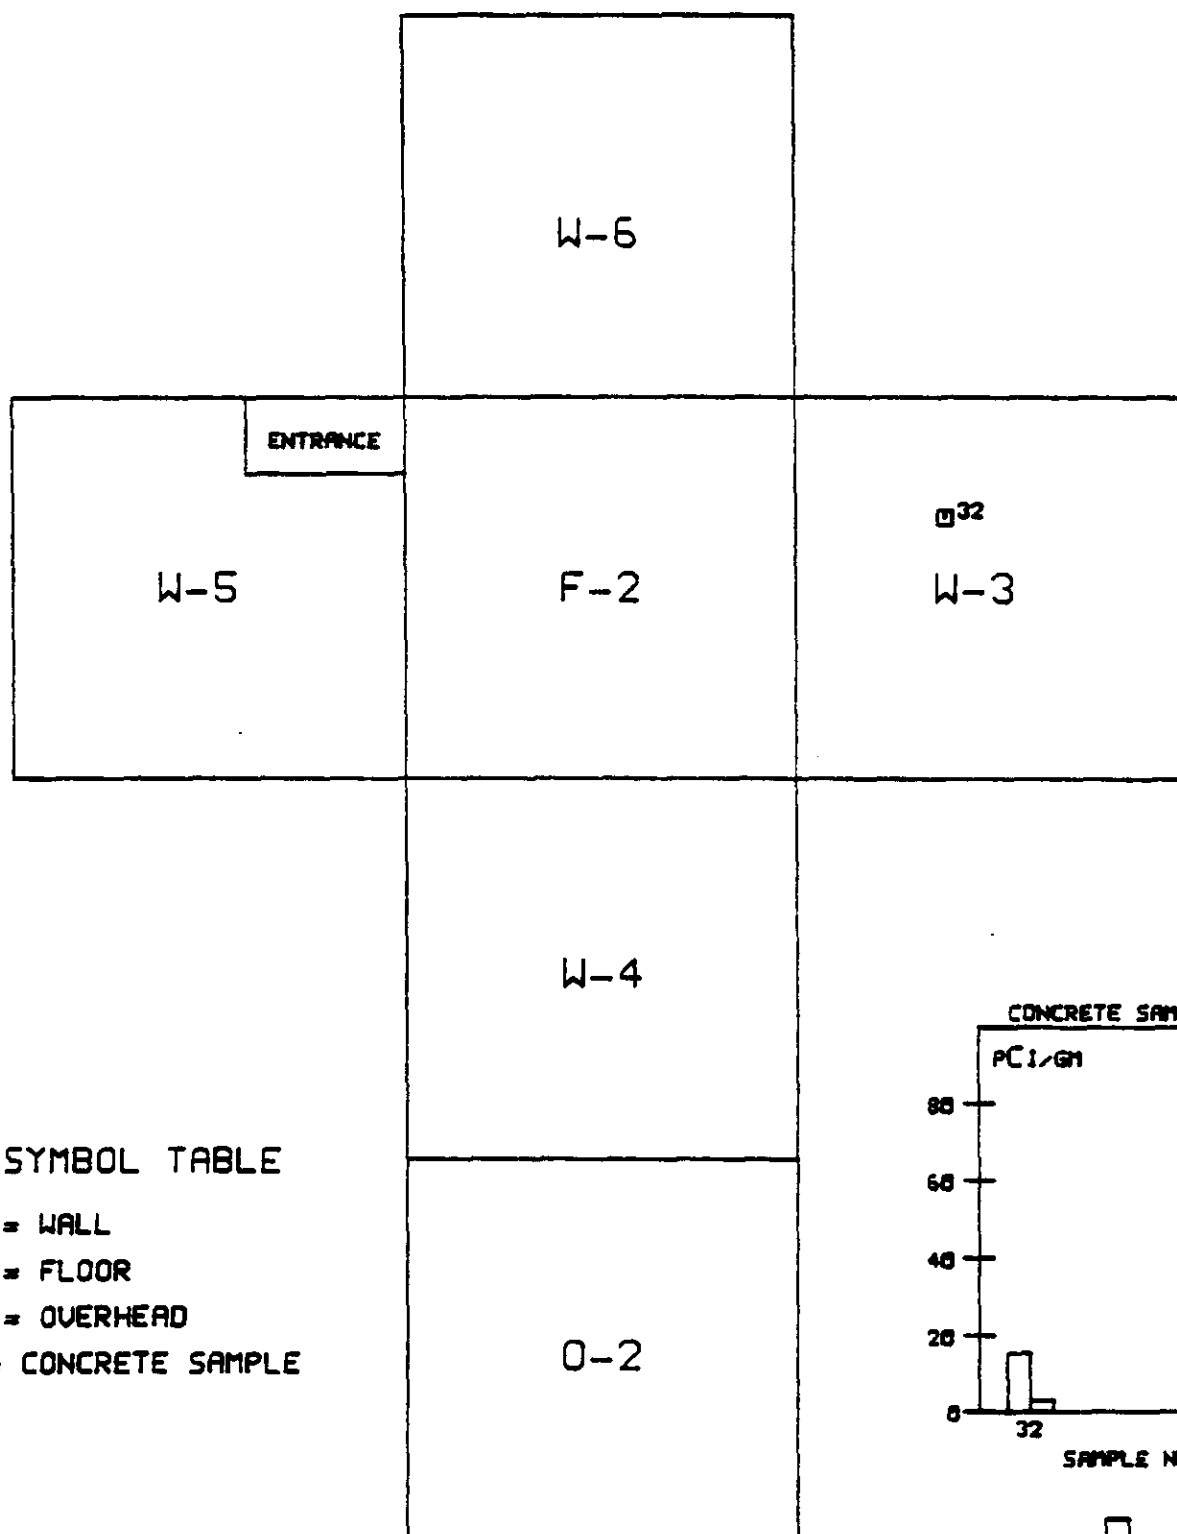 W-6
ENTRANCE
32
W-5
F-2
W-3
W-4
CONCRETE SAM
PCI/GM
80
60
40
20
0
32
SAMPLE N
SYMBOL TABLE
= WALL
= FLOOR
= OVERHEAD
- CONCRETE SAMPLE
O-2